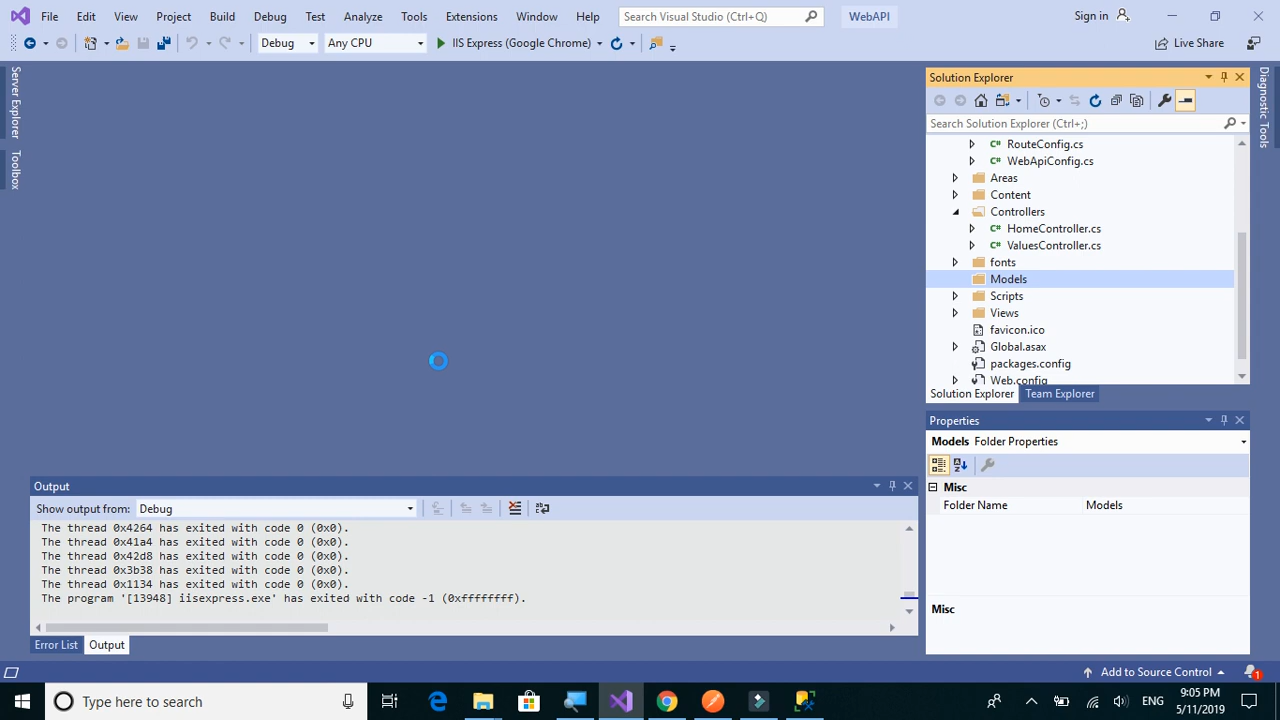 File Edit View Project Build Debug Test Analyze Tools Extensions Window Help Search Visual Studio (Ctrl+Q) WebAPI Sign in
Debug Any CPU IIS Express (Google Chrome) Live Share
Server Explorer
Toolbox
Solution Explorer
Search Solution Explorer (Ctrl+;)
RouteConfig.cs
WebApiConfig.cs
Areas
Content
Controllers
C# HomeController.cs
C# ValuesController.cs
fonts
Models
Scripts
Views
favicon.ico
Global.asax
packages.config
Web.config
Solution Explorer Team Explorer
Diagnostic Tools
Properties
Models Folder Properties
Misc
Folder Name Models
Misc
Output
Show output from: Debug
The thread 0x4264 has exited with code 0 (0x0).
The thread 0x41a4 has exited with code 0 (0x0).
The thread 0x42d8 has exited with code 0 (0x0).
The thread 0x3b38 has exited with code 0 (0x0).
The thread 0x1134 has exited with code 0 (0x0).
The program '[13948] iisexpress.exe' has exited with code -1 (0xffffffff).
Error List Output
Add to Source Control 1
Type here to search
ENG
9:05 PM
5/11/2019